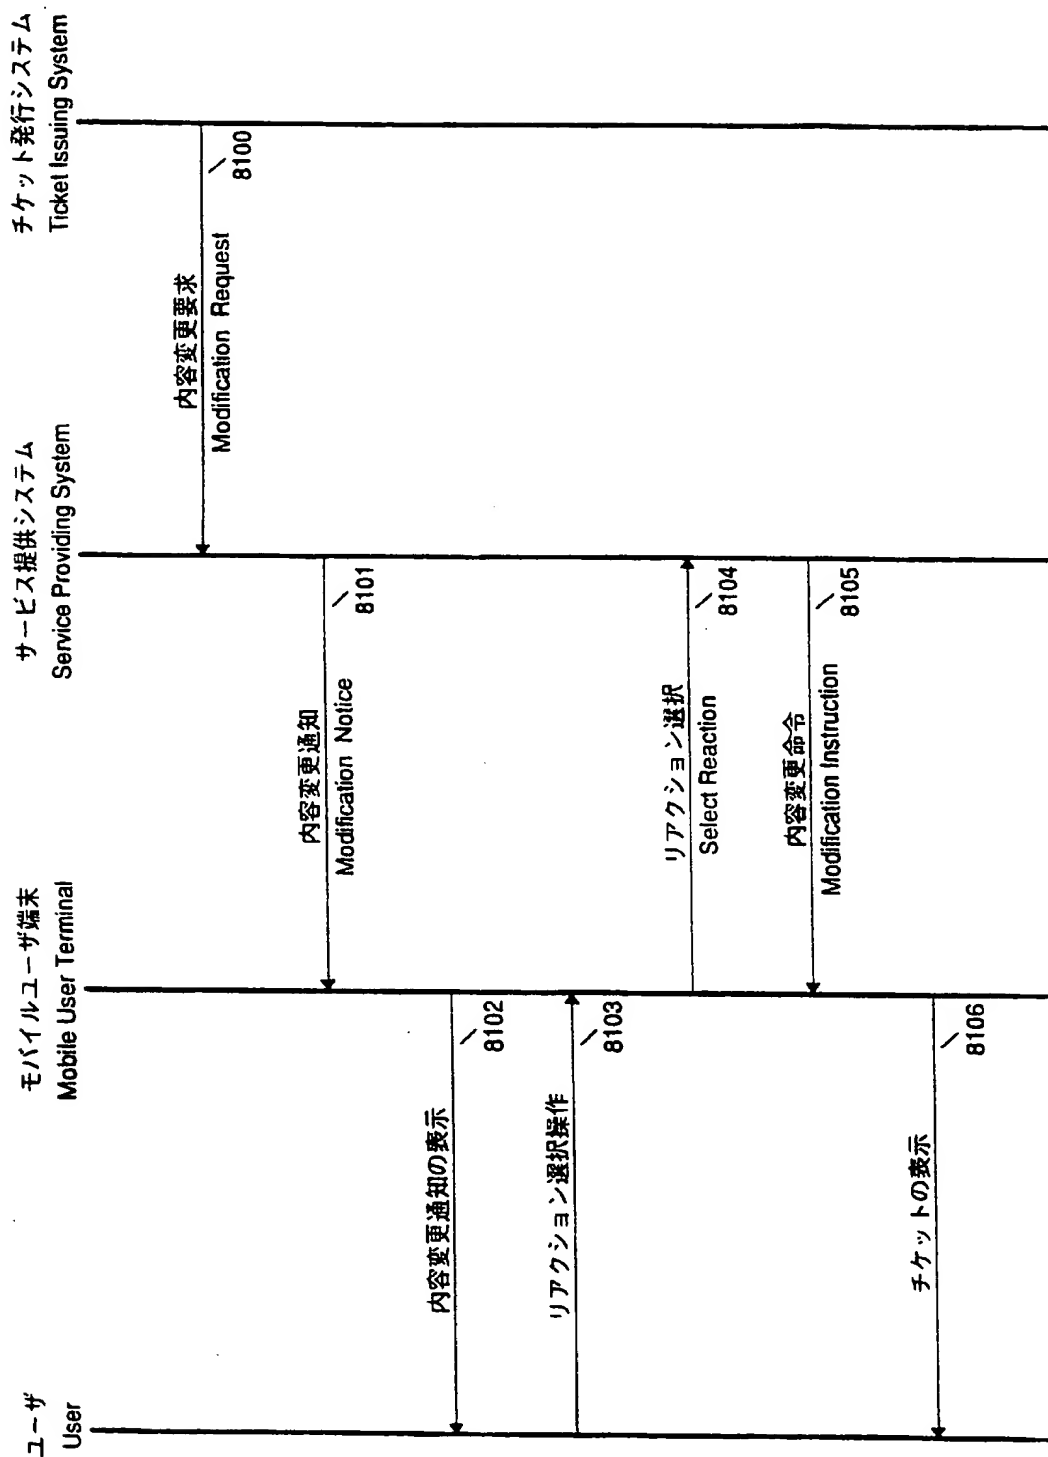 ユーザ
User
モバイルユーザ端末
Mobile User Terminal
サービス提供システム
Service Providing System
チケット発行システム
Ticket Issuing System
内容変更要求
Modification Request
8100
内容変更通知
Modification Notice
8101
内容変更通知の表示
8102
リアクション選択操作
8103
リアクション選択
Select Reaction
8104
内容変更命令
Modification Instruction
8105
チケットの表示
8106